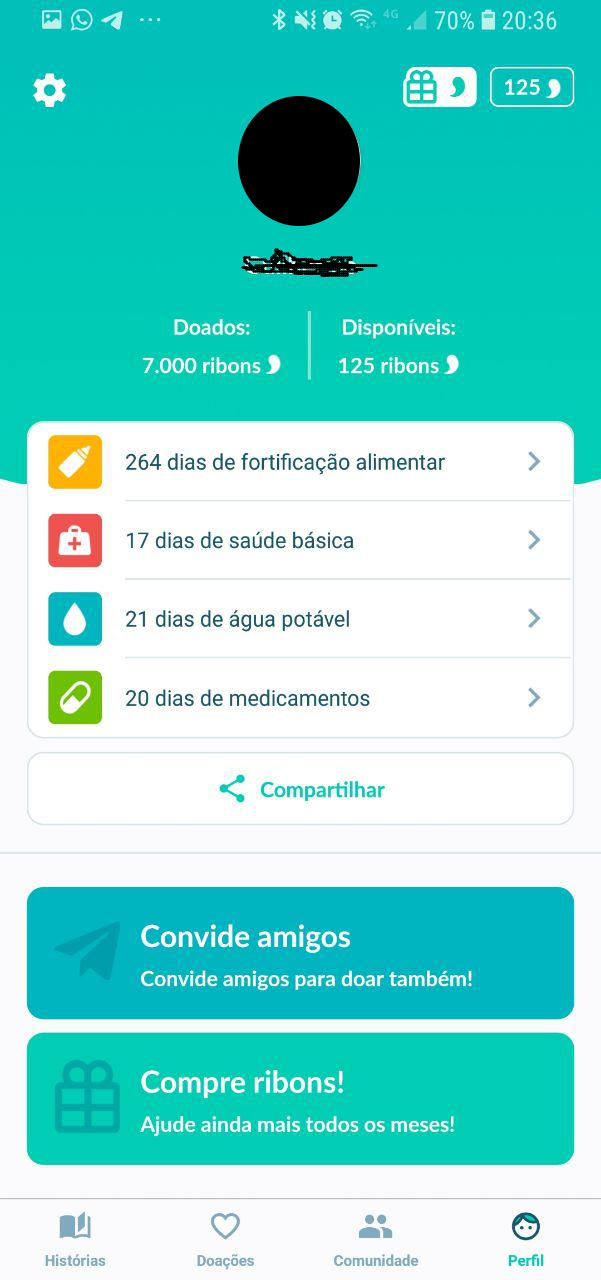 4G 70% 20:36
125
Doados:
Disponíveis:
7.000 ribons
125 ribons
264 dias de fortificação alimentar
17 dias de saúde básica
21 dias de água potável
20 dias de medicamentos
Compartilhar
Convide amigos
Convide amigos para doar também!
Compre ribons!
Ajude ainda mais todos os meses!
Histórias
Doações
Comunidade
Perfil